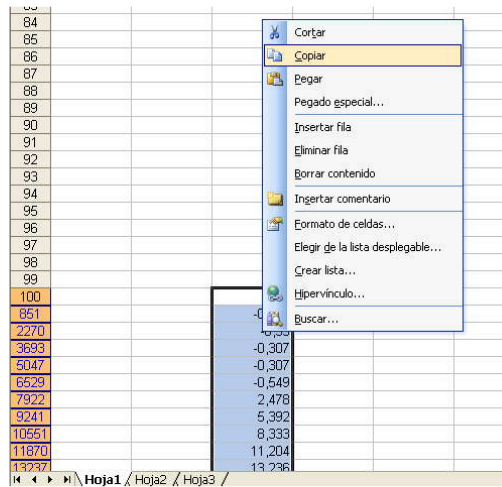 83
84
85
86
87
88
89
90
91
92
93
94
95
96
97
98
99
100
851
2270
3693 -0,307
5047 -0,307
6529 -0,549
7922 2,478
9241 5,392
10551 8,333
11870 11,204
13237 13,236
Cortar
Copiar
Pegar
Pegado especial...
Insertar fila
Eliminar fila
Borrar contenido
Insertar comentario
Formato de celdas...
Elegir de la lista desplegable...
Crear lista...
Hipervínculo...
Buscar...
Hoja1 / Hoja2 / Hoja3 /